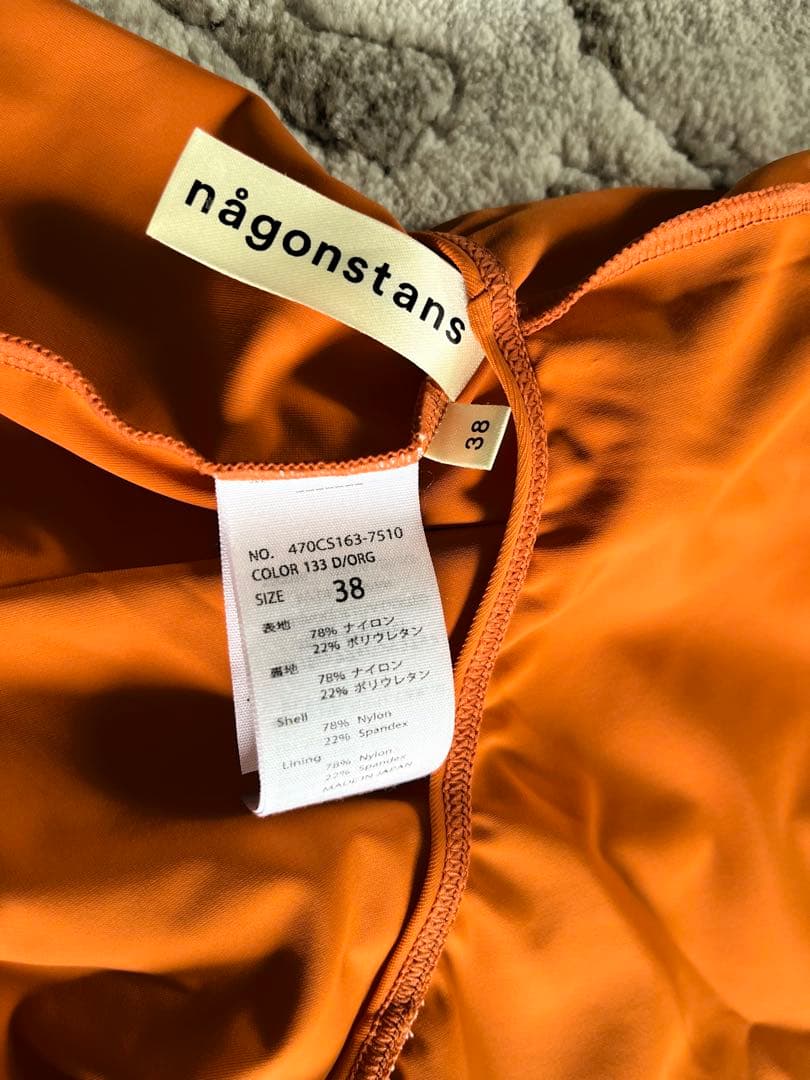 någonstans
38
NO. 470CS163-7510
COLOR 133 D/ORG
SIZE 38
表地 78% ナイロン
22% ポリウレタン
裏地 78% ナイロン
22% ポリウレタン
Shell 78% Nylon
22% Spandex
Lining 78% Nylon
22% Spandex
MADE IN JAPAN